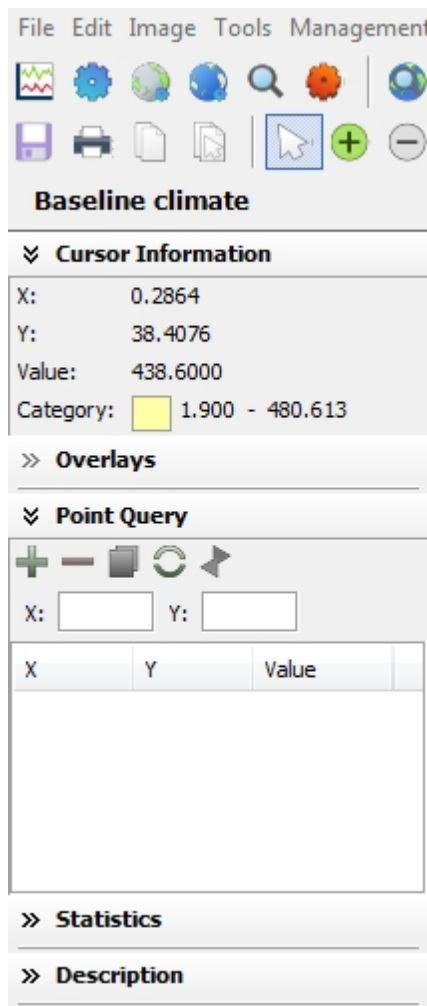 File Edit Image Tools Management
Baseline climate
Cursor Information
X: 0.2864
Y: 38.4076
Value: 438.6000
Category: 1.900 - 480.613
Overlays
Point Query
X: Y:
X Y Value
Statistics
Description